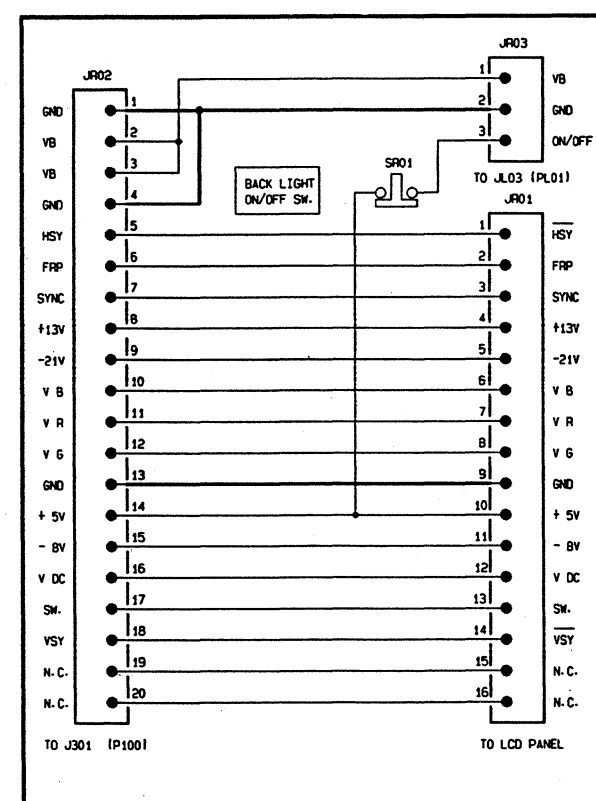 JR03
JR02
1 VB
GND 1
2 GND
VB 2
3 ON/OFF
VB 3
SR01
TO JL03 (PL01)
BACK LIGHT
ON/OFF SW.
GND 4
JR01
HSY 5 1 HSY
FRP 6 2 FRP
SYNC 7 3 SYNC
+13V 8 4 +13V
-21V 9 5 -21V
V B 10 6 V B
V R 11 7 V R
V G 12 8 V G
GND 13 9 GND
+ 5V 14 10 + 5V
- 8V 15 11 - 8V
V DC 16 12 V DC
SW. 17 13 SW.
VSY 18 14 VSY
N.C. 19 15 N.C.
N.C. 20 16 N.C.
TO J301 (P100)
TO LCD PANEL